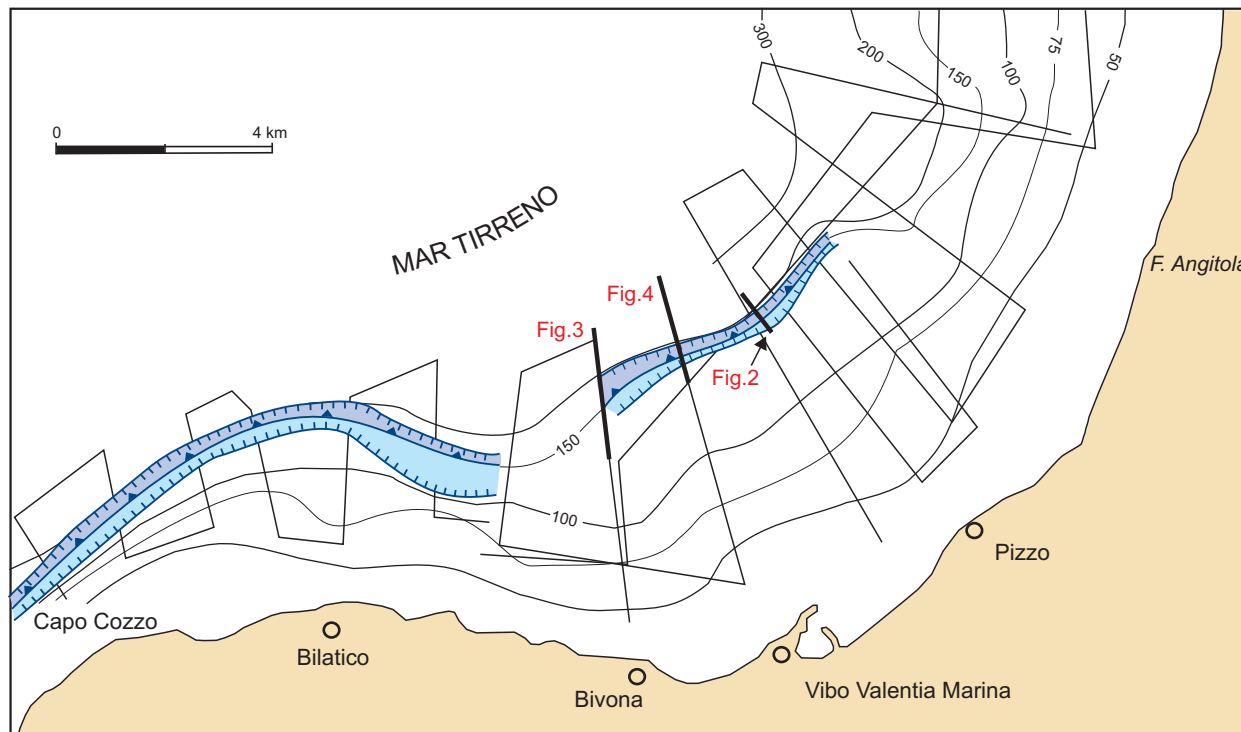 300
200
150
100
75
50
0 4 km
MAR TIRRENO
F. Angitola
Fig.4
Fig.3
Fig.2
150
100
Pizzo
Capo Cozzo
Bilatico
Bivona
Vibo Valentia Marina